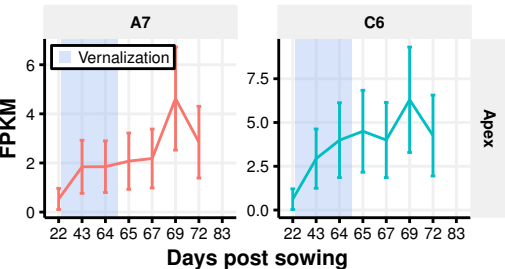 A7 C6
Vernalization
FPKM
6
4
2
0
7.5
5.0
2.5
0.0
Apex
22 43 64 65 67 69 72 83 22 43 64 65 67 69 72 83
Days post sowing